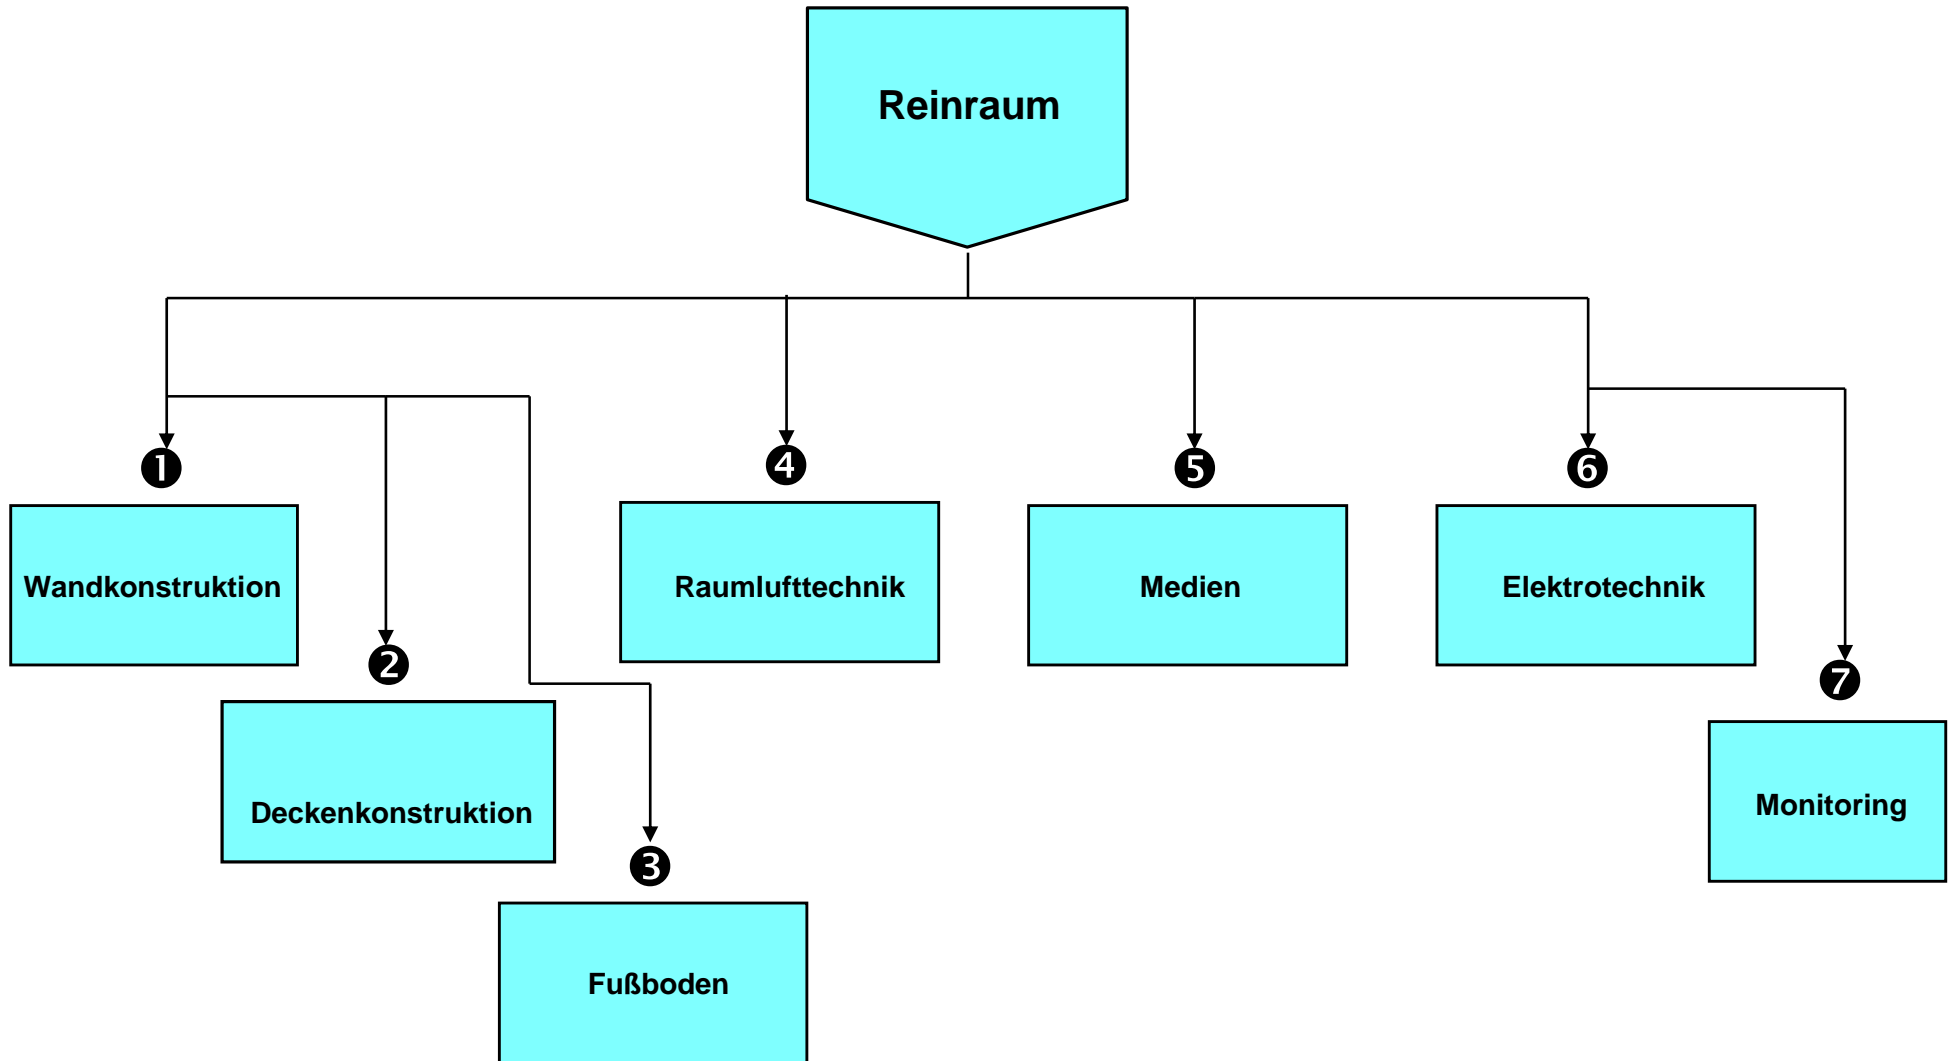 Reinraum
❶
❹
❺
❻
Wandkonstruktion
Raumlufttechnik
Medien
Elektrotechnik
❷
❼
Deckenkonstruktion
Monitoring
❸
Fußboden